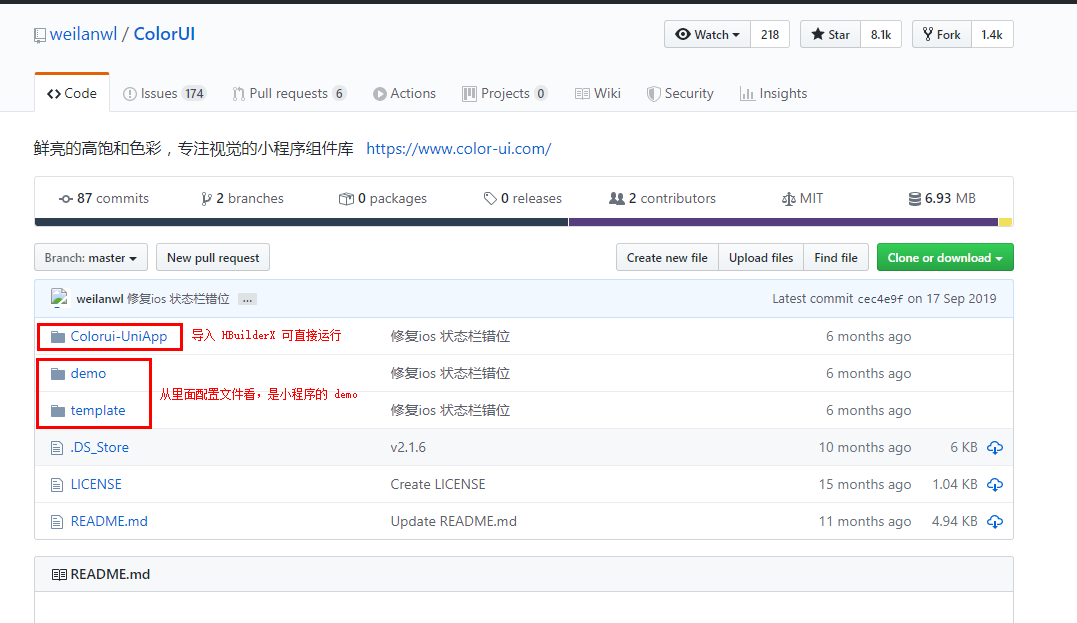 weilanwl / ColorUI
Watch 218 Star 8.1k Fork 1.4k
Code Issues 174 Pull requests 6 Actions Projects 0 Wiki Security Insights
鲜亮的高饱和色彩，专注视觉的小程序组件库 https://www.color-ui.com/
87 commits 2 branches 0 packages 0 releases 2 contributors MIT 6.93 MB
Branch: master New pull request Create new file Upload files Find file Clone or download
weilanwl 修复ios 状态栏错位 … Latest commit cec4e9f on 17 Sep 2019
Colorui-UniApp 导入 HBuilderX 可直接运行 修复ios 状态栏错位 6 months ago
demo 修复ios 状态栏错位 6 months ago
从里面配置文件看，是小程序的 demo
template 修复ios 状态栏错位 6 months ago
.DS_Store v2.1.6 10 months ago 6 KB
LICENSE Create LICENSE 15 months ago 1.04 KB
README.md Update README.md 11 months ago 4.94 KB
README.md